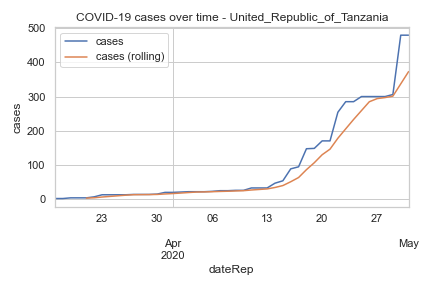 COVID-19 cases over time - United_Republic_of_Tanzania
cases
cases (rolling)
500
400
300
200
100
0
cases
23
30
06
13
20
27
Apr
2020
May
dateRep